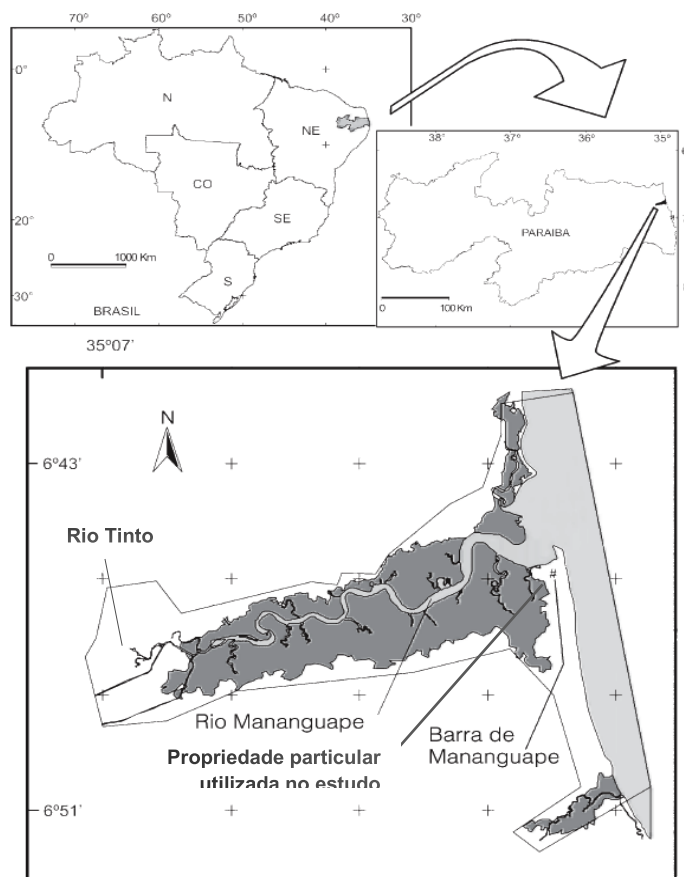 70° 60° 50° 40° 30°
0°
N
NE
CO
20°
SE
0 1000 Km
S
30°
BRASIL
38° 37° 36° 35°
PARAIBA
0 100 Km
35°07'
N
6°43'
Rio Tinto
#
Rio Mananguape
Barra de
Mananguape
Propriedade particular
utilizada no estudo
6°51'